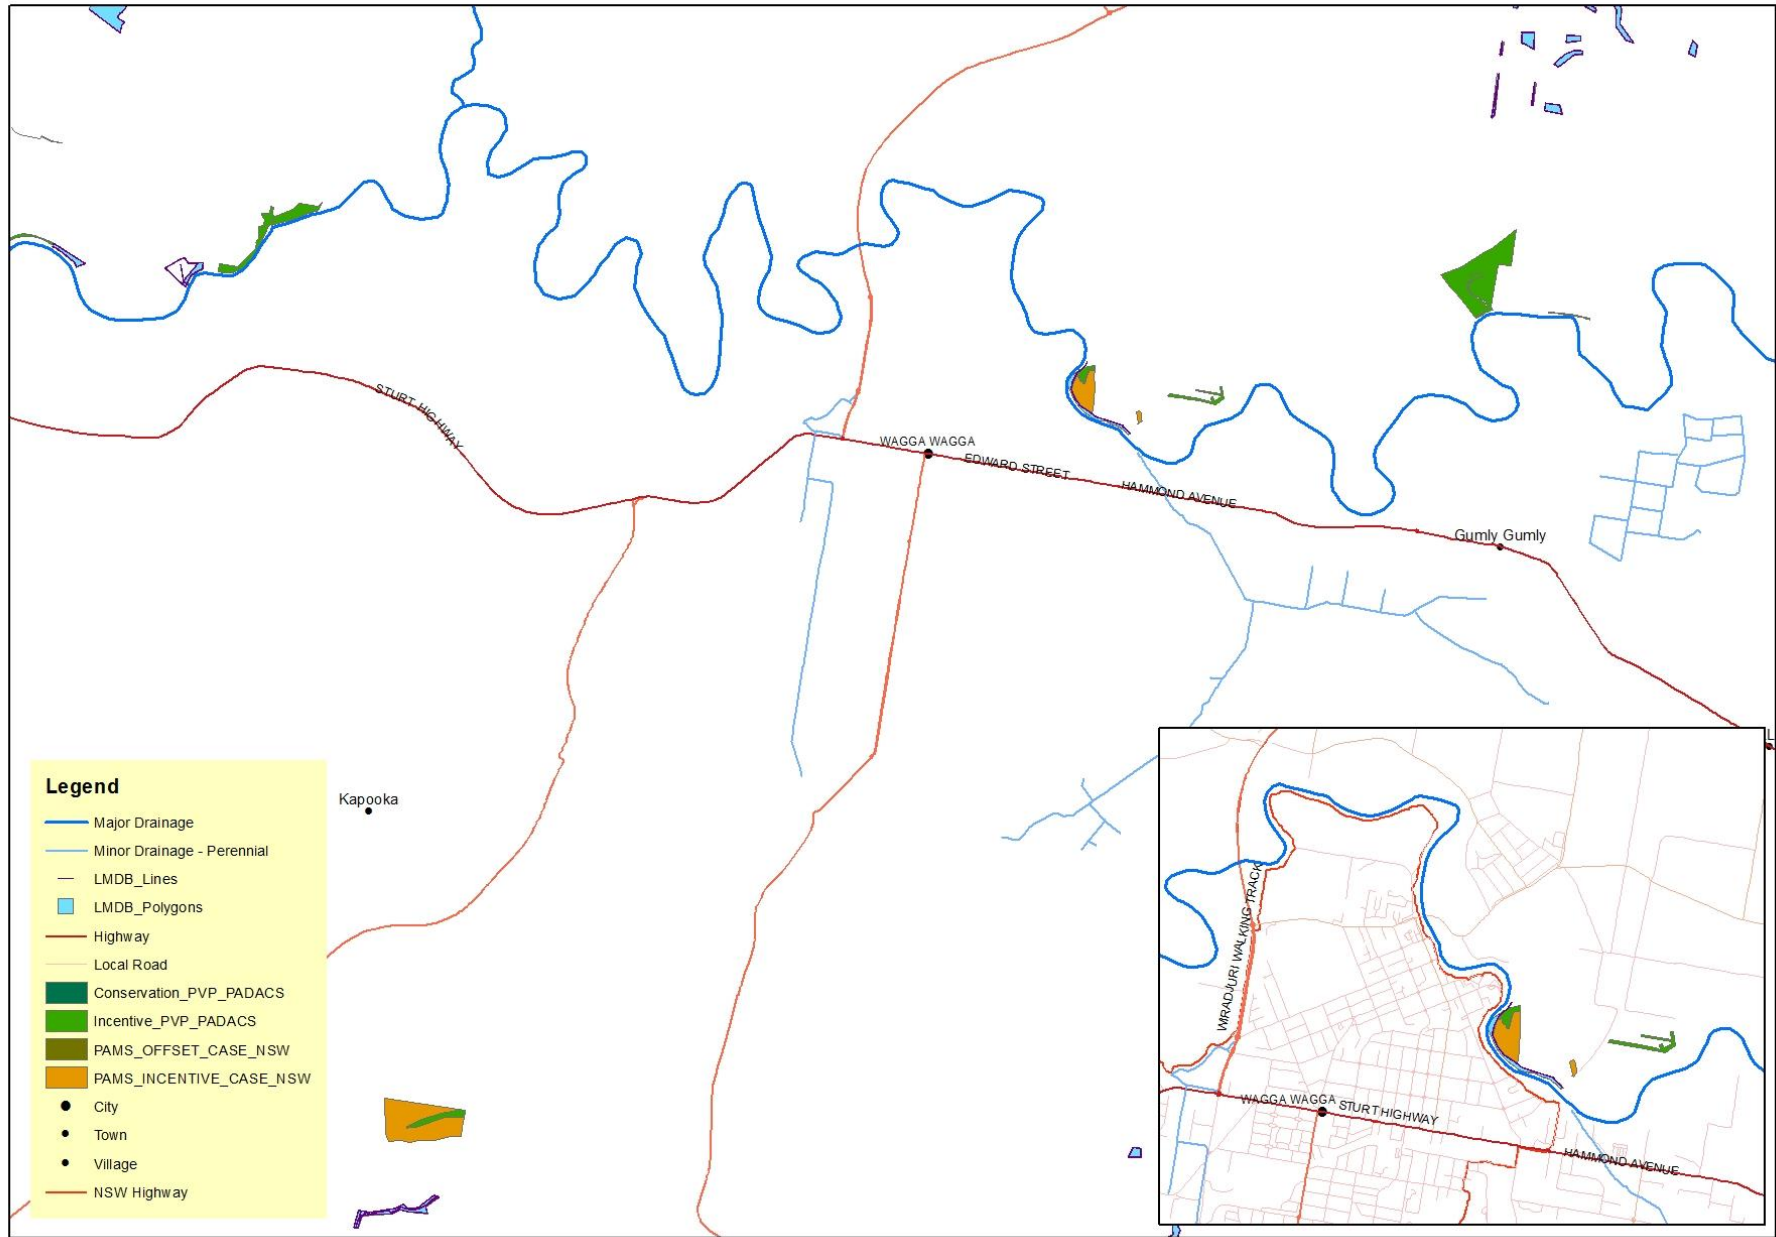 STURT HIGHWAY
WAGGA WAGGA
EDWARD STREET
HAMMOND AVENUE
Gumly Gumly
L
Kapooka
Legend
Major Drainage
Minor Drainage - Perennial
LMDB_Lines
LMDB_Polygons
Highway
Local Road
Conservation_PVP_PADACS
Incentive_PVP_PADACS
PAMS_OFFSET_CASE_NSW
PAMS_INCENTIVE_CASE_NSW
City
Town
Village
NSW Highway
WIRADJURI WALKING TRACK
WAGGA WAGGA
STURT HIGHWAY
HAMMOND AVENUE